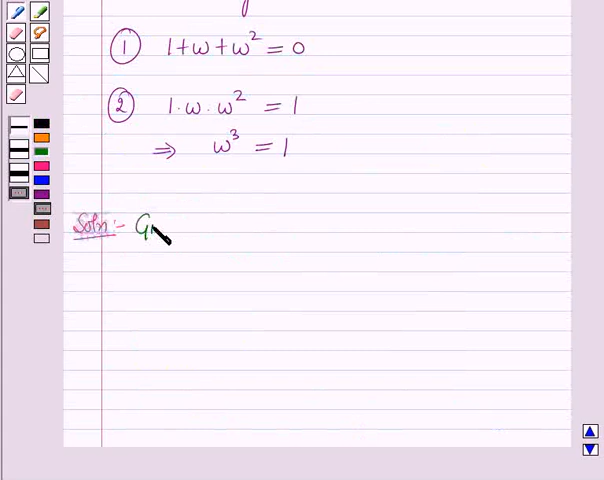 ① 1+ω+ω² = 0
② 1·ω·ω² = 1
⇒ ω³ = 1
Soln:-